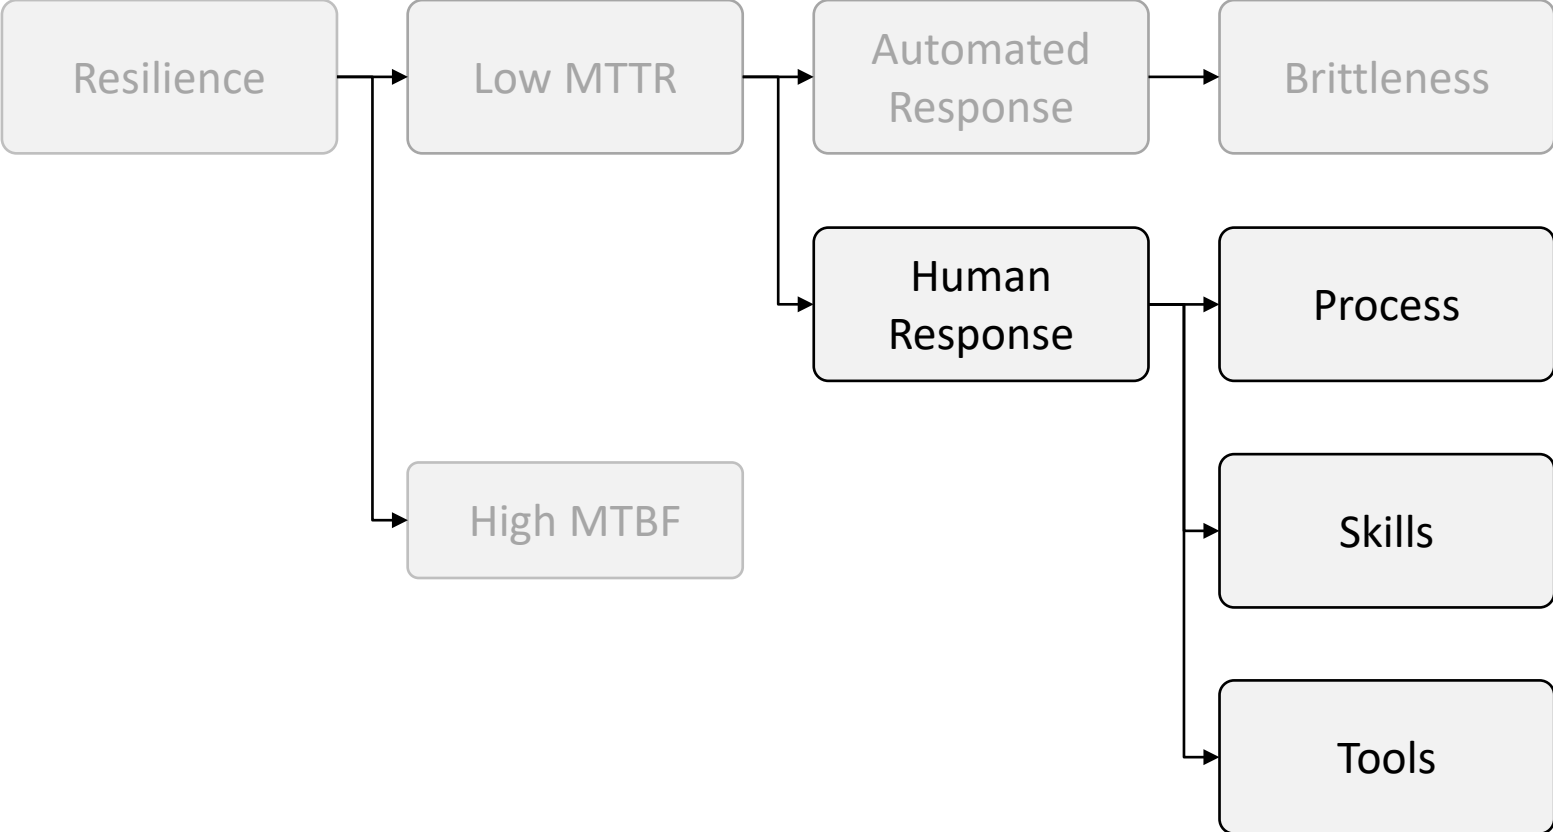 Resilience
Low MTTR
Automated
Response
Brittleness
Human
Response
Process
High MTBF
Skills
Tools